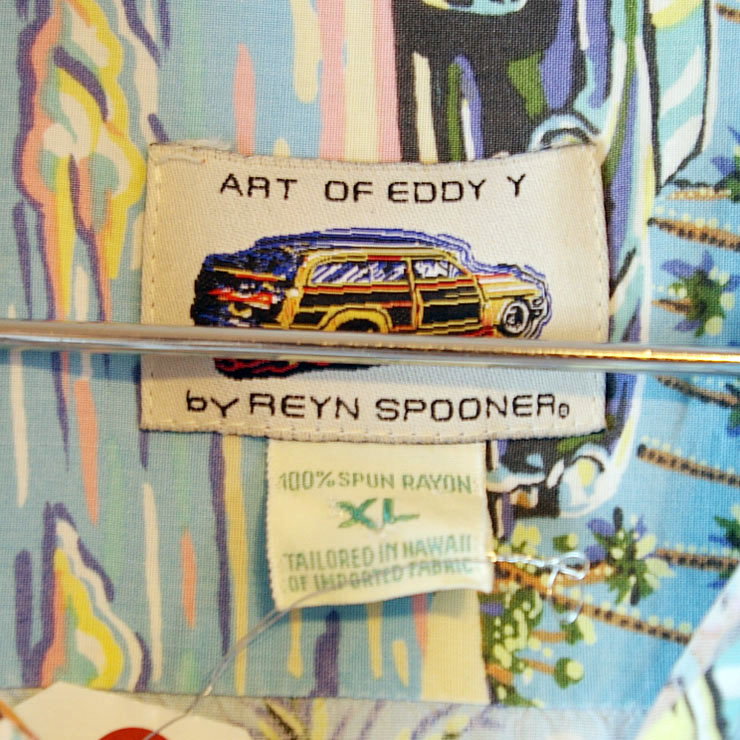 ART OF EDDY Y
by REYN SPOONER®
100% SPUN RAYON
XL
TAILORED IN HAWAII
OF IMPORTED FABRIC